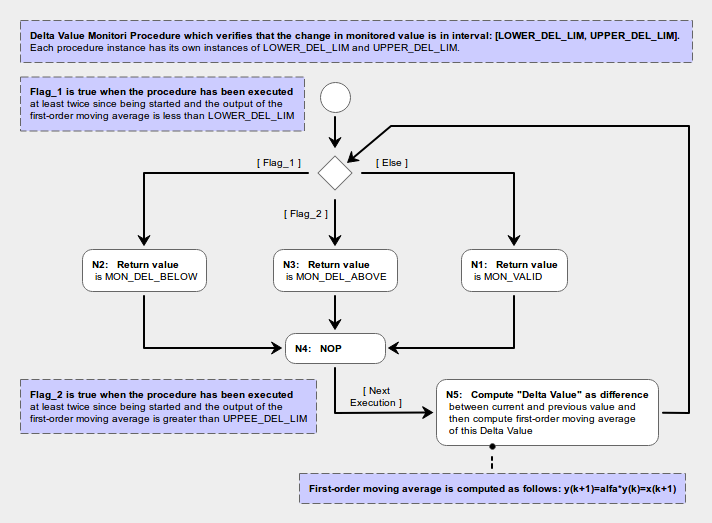 Delta Value Monitori Procedure which verifies that the change in monitored value is in interval: [LOWER_DEL_LIM, UPPER_DEL_LIM].
Each procedure instance has its own instances of LOWER_DEL_LIM and UPPER_DEL_LIM.
Flag_1 is true when the procedure has been executed
at least twice since being started and the output of the
first-order moving average is less than LOWER_DEL_LIM
[ Flag_1 ]
[ Else ]
[ Flag_2 ]
N2: Return value
is MON_DEL_BELOW
N3: Return value
is MON_DEL_ABOVE
N1: Return value
is MON_VALID
N4: NOP
Flag_2 is true when the procedure has been executed
at least twice since being started and the output of the
first-order moving average is greater than UPPEE_DEL_LIM
[ Next
Execution ]
N5: Compute "Delta Value" as difference
between current and previous value and
then compute first-order moving average
of this Delta Value
First-order moving average is computed as follows: y(k+1)=alfa*y(k)=x(k+1)